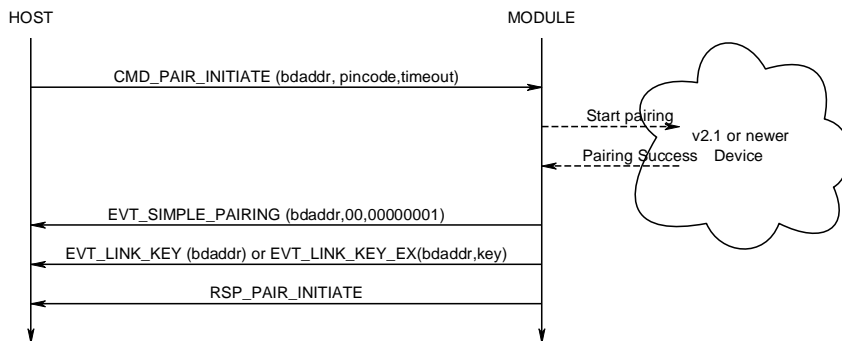 HOST
MODULE
CMD_PAIR_INITIATE (bdaddr, pincode,timeout)
Start pairing
v2.1 or newer
Device
Pairing Success
EVT_SIMPLE_PAIRING (bdaddr,00,00000001)
EVT_LINK_KEY (bdaddr) or EVT_LINK_KEY_EX(bdaddr,key)
RSP_PAIR_INITIATE